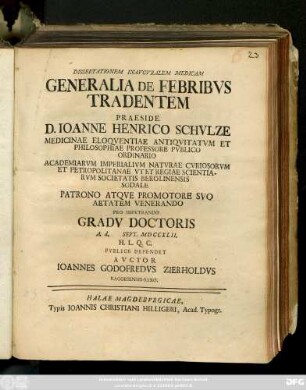 23
DISSERTATIONEM INAVGVRALEM MEDICAM
GENERALIA DE FEBRIBVS
TRADENTEM
PRAESIDE
D. IOANNE HENRICO SCHVLZE
MEDICINAE ELOQVENTIAE ANTIQVITATVM ET
PHILOSOPHIAE PROFESSORE PVBLICO
ORDINARIO
ACADEMIARVM IMPERIALIVM NATVRAE CVRIOSORVM
ET PETROPOLITANAE VT ET REGIAE SCIENTIA-
RVM SOCIETATIS BEROLINENSIS
SODALE
PATRONO ATQVE PROMOTORE SVO
AETATEM VENERANDO
PRO IMPETRANDO
GRADV DOCTORIS
A. d. SEPT. MDCCXLII.
H. L. Q. C.
PVBLICE DEFENDET
AVCTOR
IOANNES GODOFREDVS ZIERHOLDVS
HALAE MAGDEBVRGICAE,
Typis IOANNIS CHRISTIANI HILLIGERI, Acad. Typogr.